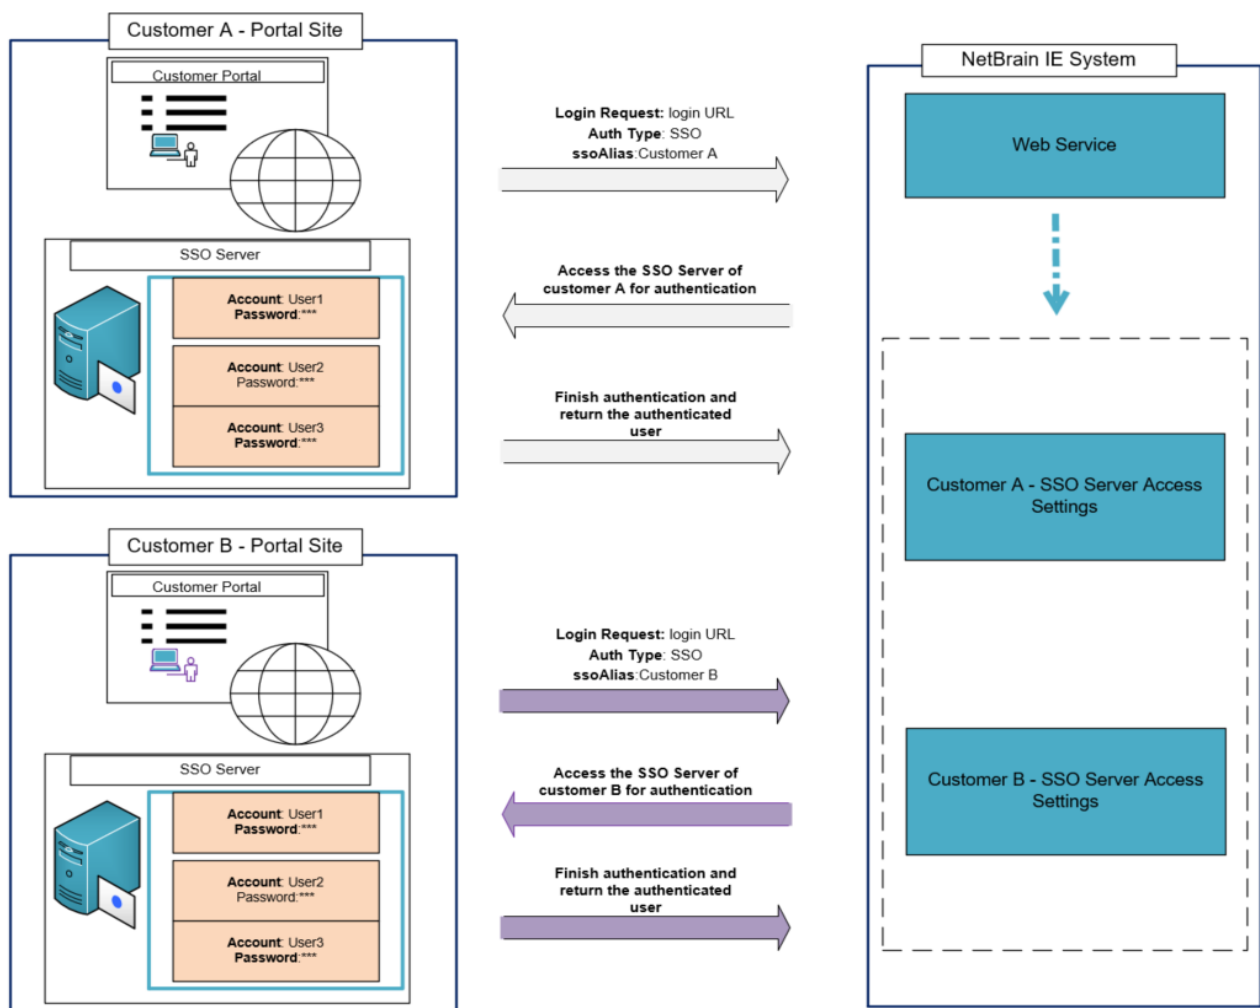 Customer A - Portal Site
Customer Portal
SSO Server
Account: User1
Password:***
Account: User2
Password:***
Account: User3
Password:***
Login Request: login URL
Auth Type: SSO
ssoAlias:Customer A
Access the SSO Server of
customer A for authentication
Finish authentication and
return the authenticated
user
NetBrain IE System
Web Service
Customer A - SSO Server Access
Settings
Customer B - SSO Server Access
Settings
Customer B - Portal Site
Customer Portal
SSO Server
Account: User1
Password:***
Account: User2
Password:***
Account: User3
Password:***
Login Request: login URL
Auth Type: SSO
ssoAlias:Customer B
Access the SSO Server of
customer B for authentication
Finish authentication and
return the authenticated
user